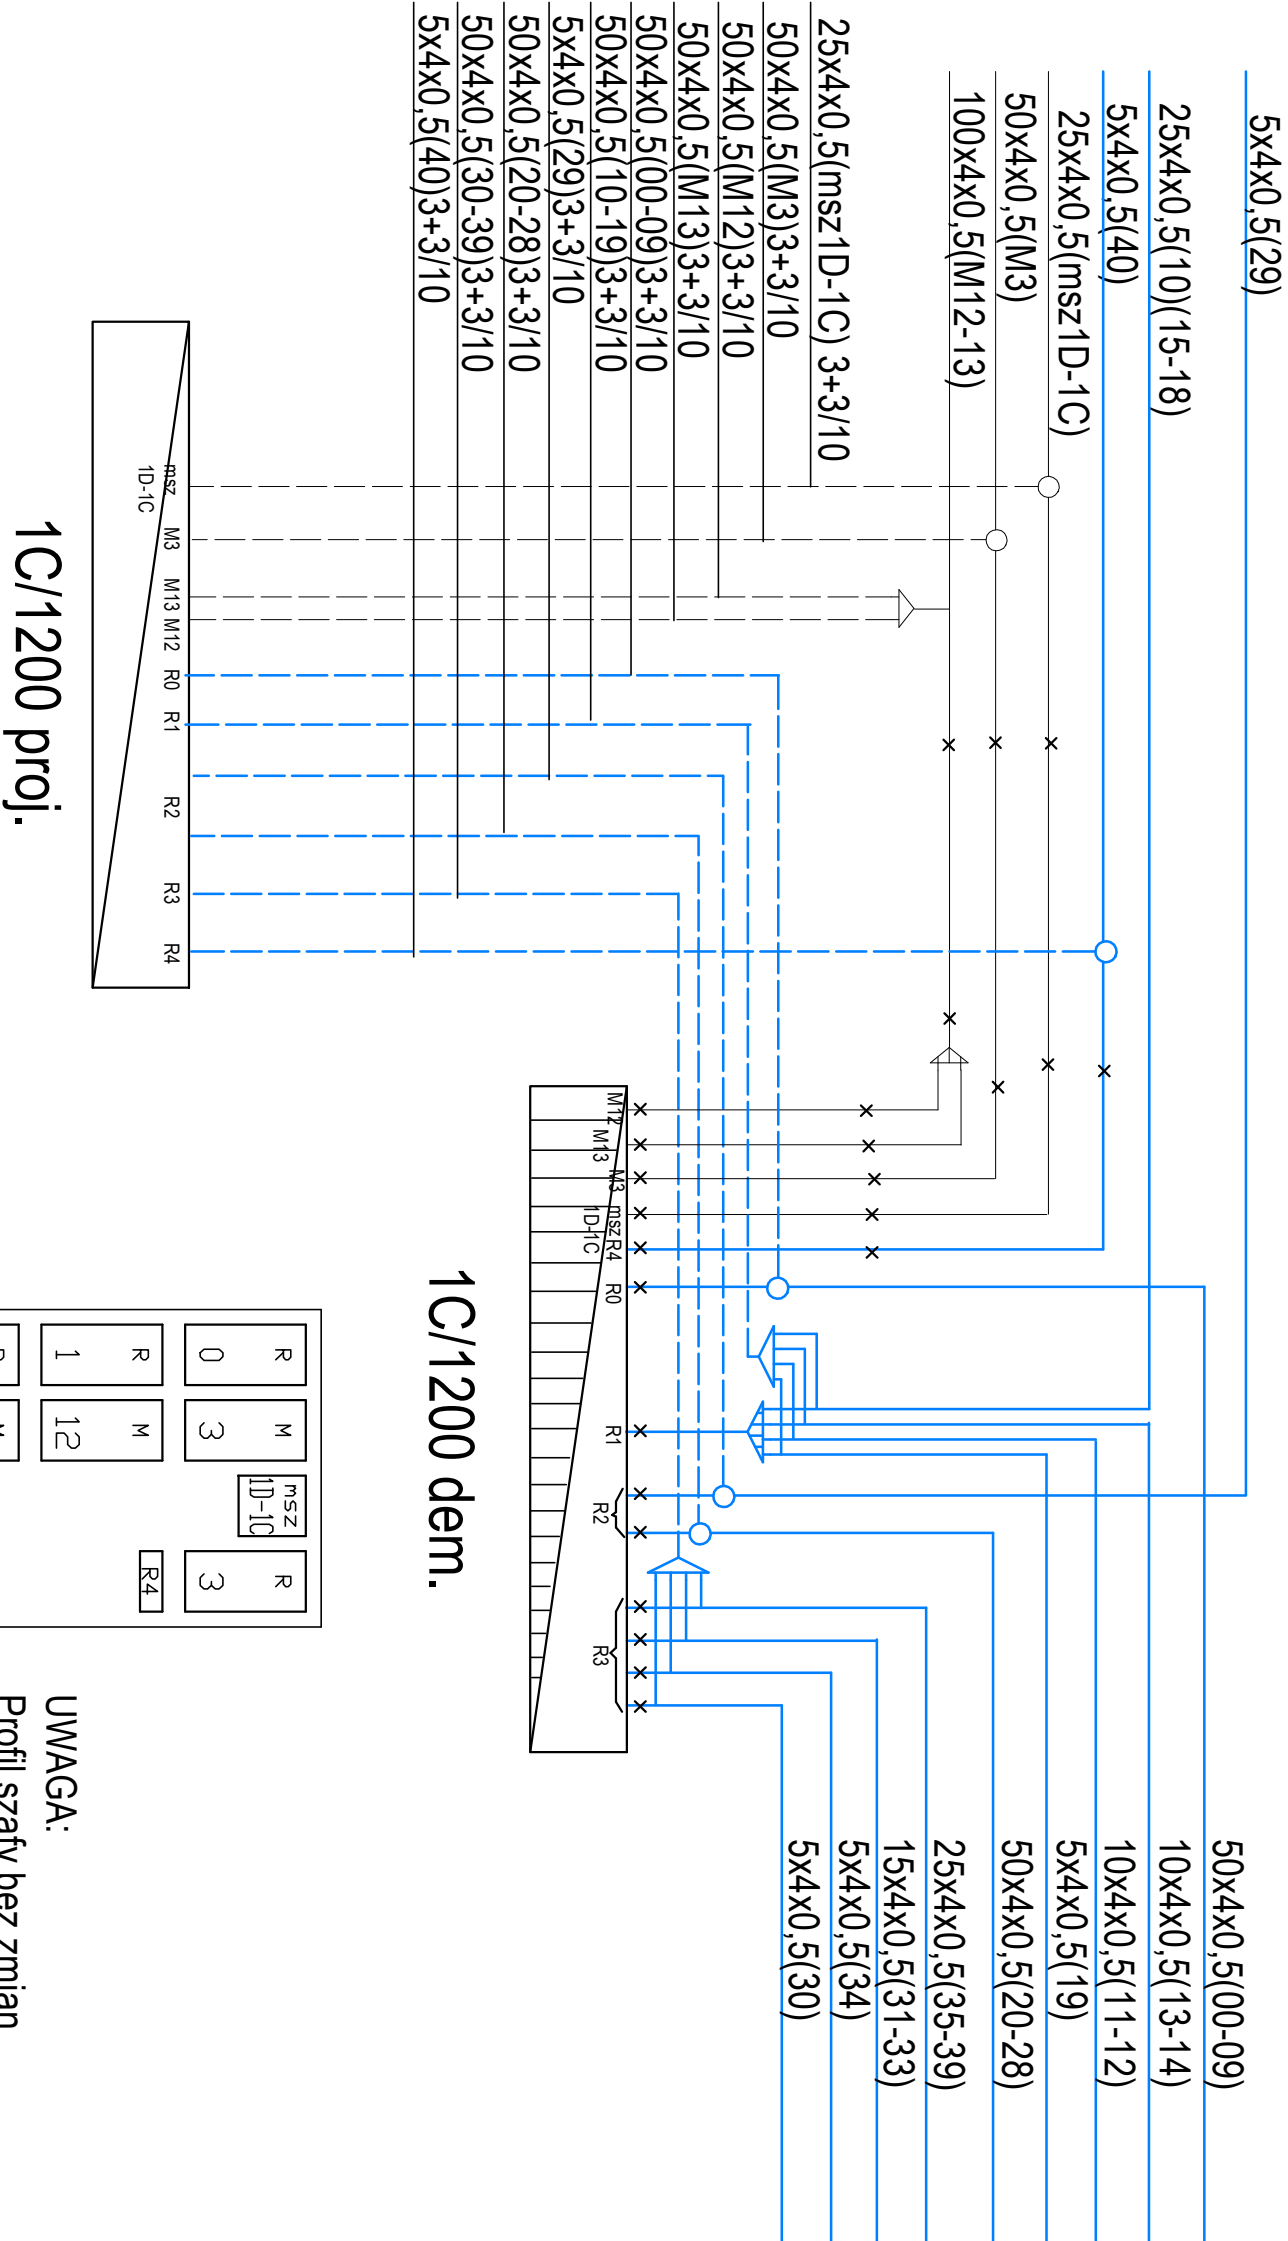 5x4x0,5(29)
25x4x0,5(10)(15-18)
5x4x0,5(40)
25x4x0,5(msz1D-1C)
50x4x0,5(M3)
100x4x0,5(M12-13)
25x4x0,5(msz1D-1C) 3+3/10
50x4x0,5(M3)3+3/10
50x4x0,5(M12)3+3/10
50x4x0,5(M13)3+3/10
50x4x0,5(00-09)3+3/10
50x4x0,5(10-19)3+3/10
5x4x0,5(29)3+3/10
50x4x0,5(20-28)3+3/10
50x4x0,5(30-39)3+3/10
5x4x0,5(40)3+3/10
msz
1D-1C
M3
M13
M12
R0
R1
R2
R3
R4
1C/1200 proj.
M12
M13
M3
msz
1D-1C
R4
R0
R1
R2
R3
1C/1200 dem.
50x4x0,5(00-09)
10x4x0,5(13-14)
10x4x0,5(11-12)
5x4x0,5(19)
50x4x0,5(20-28)
25x4x0,5(35-39)
15x4x0,5(31-33)
5x4x0,5(34)
5x4x0,5(30)
R
0
M
3
msz
1D-1C
R
3
R
1
M
12
R4
R
M
UWAGA:
Profil szafy bez zmian